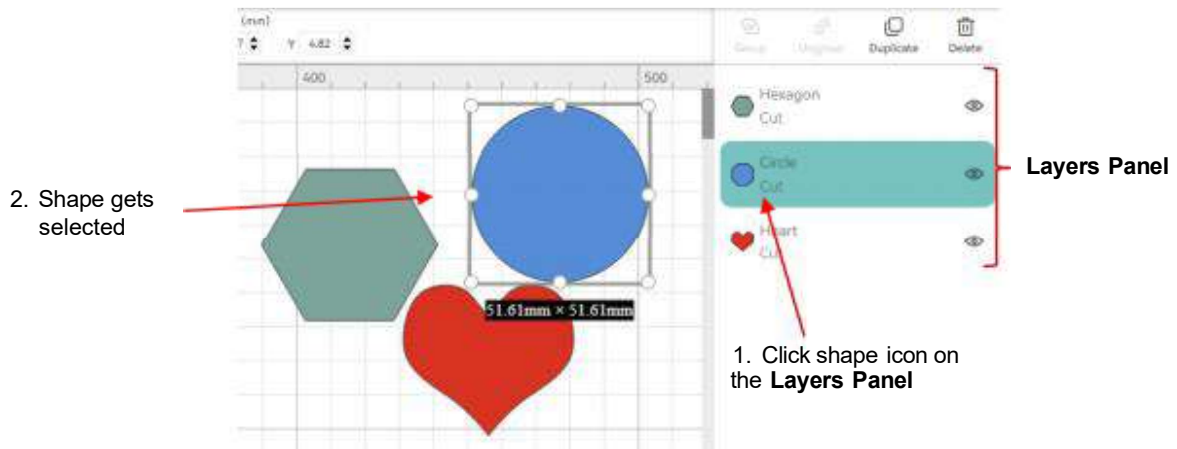 (mm)
7 Y 4.82
Group Ungroup Duplicate Delete
400 500
Hexagon
Cut
Circle
Cut
Heart
Cut
Layers Panel
2. Shape gets
selected
51.61mm × 51.61mm
1. Click shape icon on
the Layers Panel